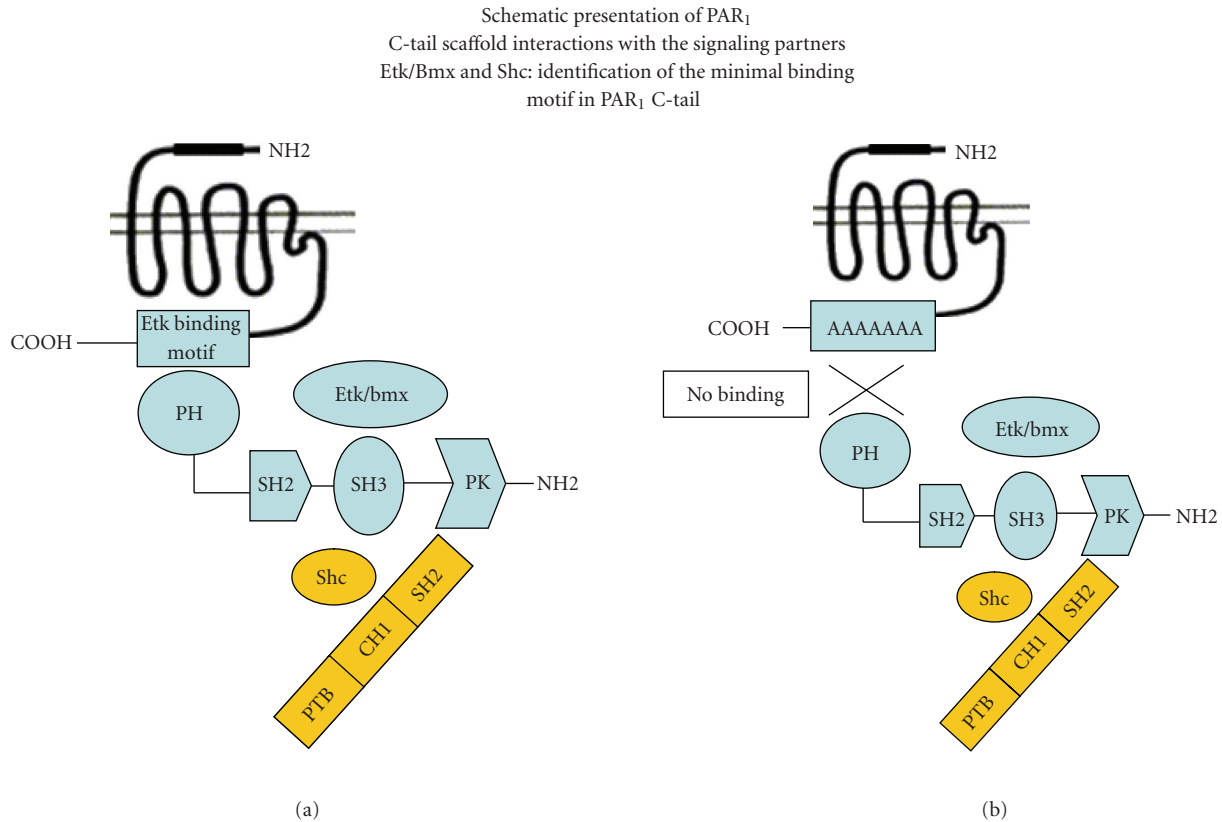 Schematic presentation of PAR₁
C-tail scaffold interactions with the signaling partners
Etk/Bmx and Shc: identification of the minimal binding
motif in PAR₁ C-tail
NH2
COOH
Etk binding
motif
PH
Etk/bmx
SH2
SH3
PK
NH2
Shc
SH2
CH1
PTB
(a)
NH2
COOH
AAAAAAA
No binding
PH
Etk/bmx
SH2
SH3
PK
NH2
Shc
SH2
CH1
PTB
(b)